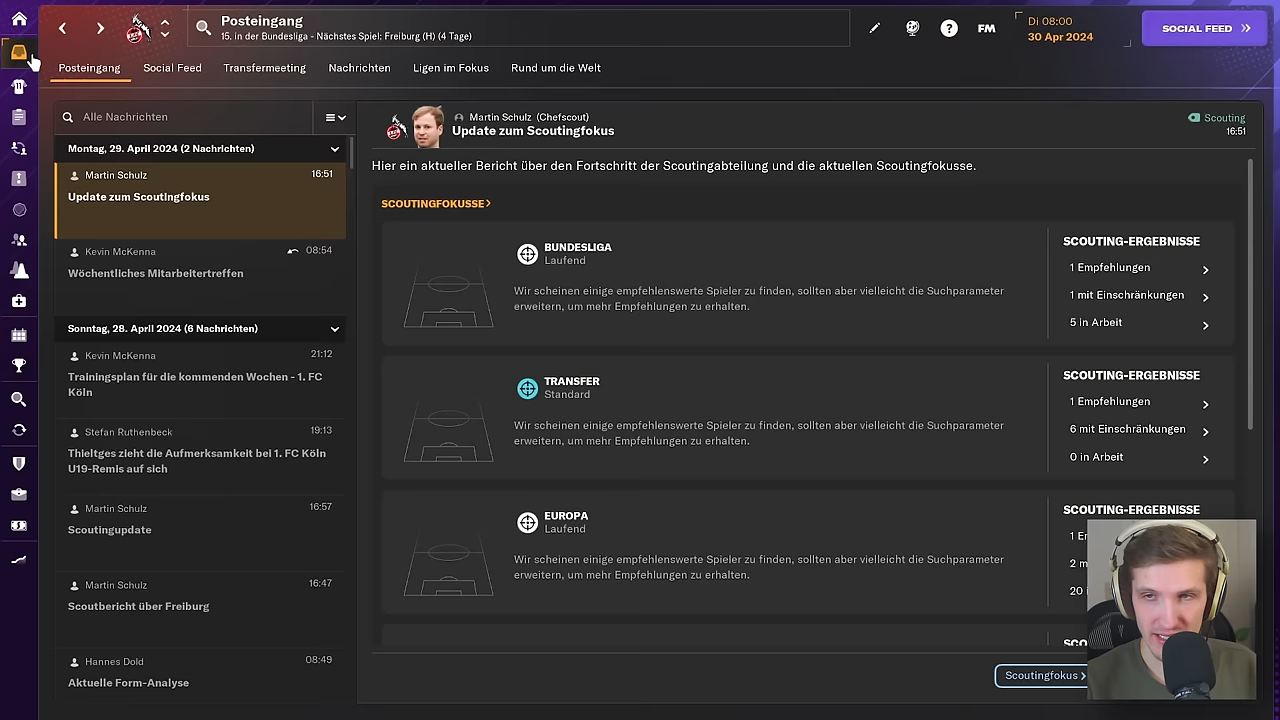 Posteingang
15. in der Bundesliga - Nächstes Spiel: Freiburg (H) (4 Tage)
?
FM
Di 08:00
30 Apr 2024
SOCIAL FEED
Posteingang
Social Feed
Transfermeeting
Nachrichten
Ligen im Fokus
Rund um die Welt
Alle Nachrichten
Montag, 29. April 2024 (2 Nachrichten)
Martin Schulz 16:51
Update zum Scoutingfokus
Kevin McKenna 08:54
Wöchentliches Mitarbeitertreffen
Sonntag, 28. April 2024 (6 Nachrichten)
Kevin McKenna 21:12
Trainingsplan für die kommenden Wochen - 1. FC
Köln
Stefan Ruthenbeck 19:13
Thieltges zieht die Aufmerksamkeit bei 1. FC Köln
U19-Remis auf sich
Martin Schulz 16:57
Scoutingupdate
Martin Schulz 16:47
Scoutbericht über Freiburg
Hannes Dold 08:49
Aktuelle Form-Analyse
Martin Schulz (Chefscout)
Update zum Scoutingfokus
Scouting
16:51
Hier ein aktueller Bericht über den Fortschritt der Scoutingabteilung und die aktuellen Scoutingfokusse.
SCOUTINGFOKUSSE
BUNDESLIGA
Laufend
Wir scheinen einige empfehlenswerte Spieler zu finden, sollten aber vielleicht die Suchparameter
erweitern, um mehr Empfehlungen zu erhalten.
SCOUTING-ERGEBNISSE
1 Empfehlungen
1 mit Einschränkungen
5 in Arbeit
TRANSFER
Standard
Wir scheinen einige empfehlenswerte Spieler zu finden, sollten aber vielleicht die Suchparameter
erweitern, um mehr Empfehlungen zu erhalten.
SCOUTING-ERGEBNISSE
1 Empfehlungen
6 mit Einschränkungen
0 in Arbeit
EUROPA
Laufend
Wir scheinen einige empfehlenswerte Spieler zu finden, sollten aber vielleicht die Suchparameter
erweitern, um mehr Empfehlungen zu erhalten.
SCOUTING-ERGEBNISSE
1
2
20
Scoutingfokus